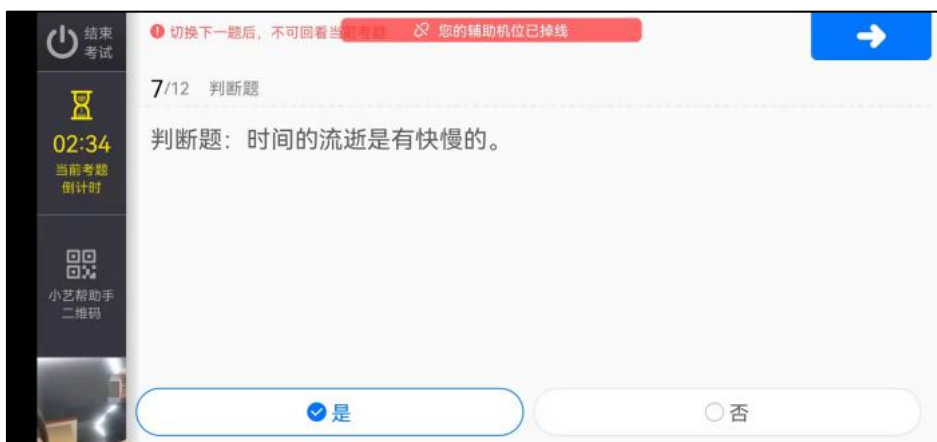 结束
考试
切换下一题后，不可回看当前考题
您的辅助机位已掉线
7/12 判断题
02:34
当前考题
倒计时
判断题：时间的流逝是有快慢的。
小艺帮助手
二维码
是
否